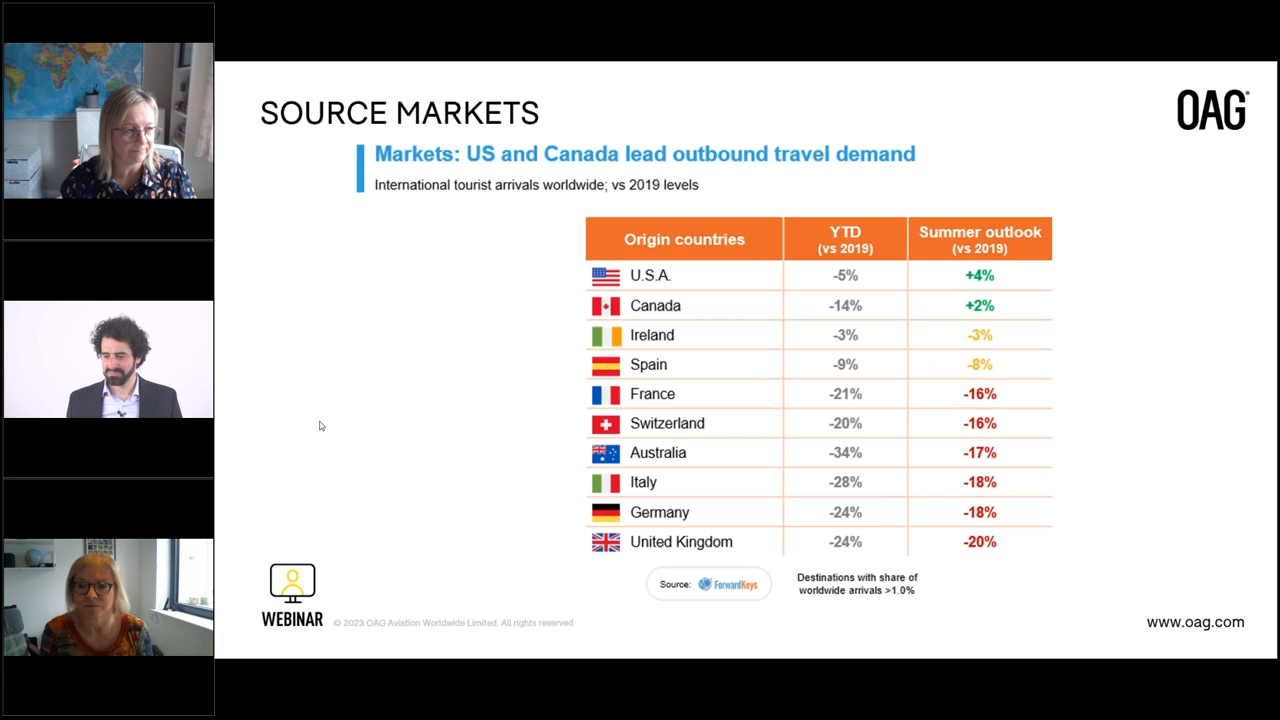 SOURCE MARKETS
OAG
Markets: US and Canada lead outbound travel demand
International tourist arrivals worldwide; vs 2019 levels
Origin countries YTD (vs 2019) Summer outlook (vs 2019)
U.S.A. -5% +4%
Canada -14% +2%
Ireland -3% -3%
Spain -9% -8%
France -21% -16%
Switzerland -20% -16%
Australia -34% -17%
Italy -28% -18%
Germany -24% -18%
United Kingdom -24% -20%
Source: ForwardKeys
Destinations with share of
worldwide arrivals >1.0%
WEBINAR
© 2023 OAG Aviation Worldwide Limited. All rights reserved
www.oag.com